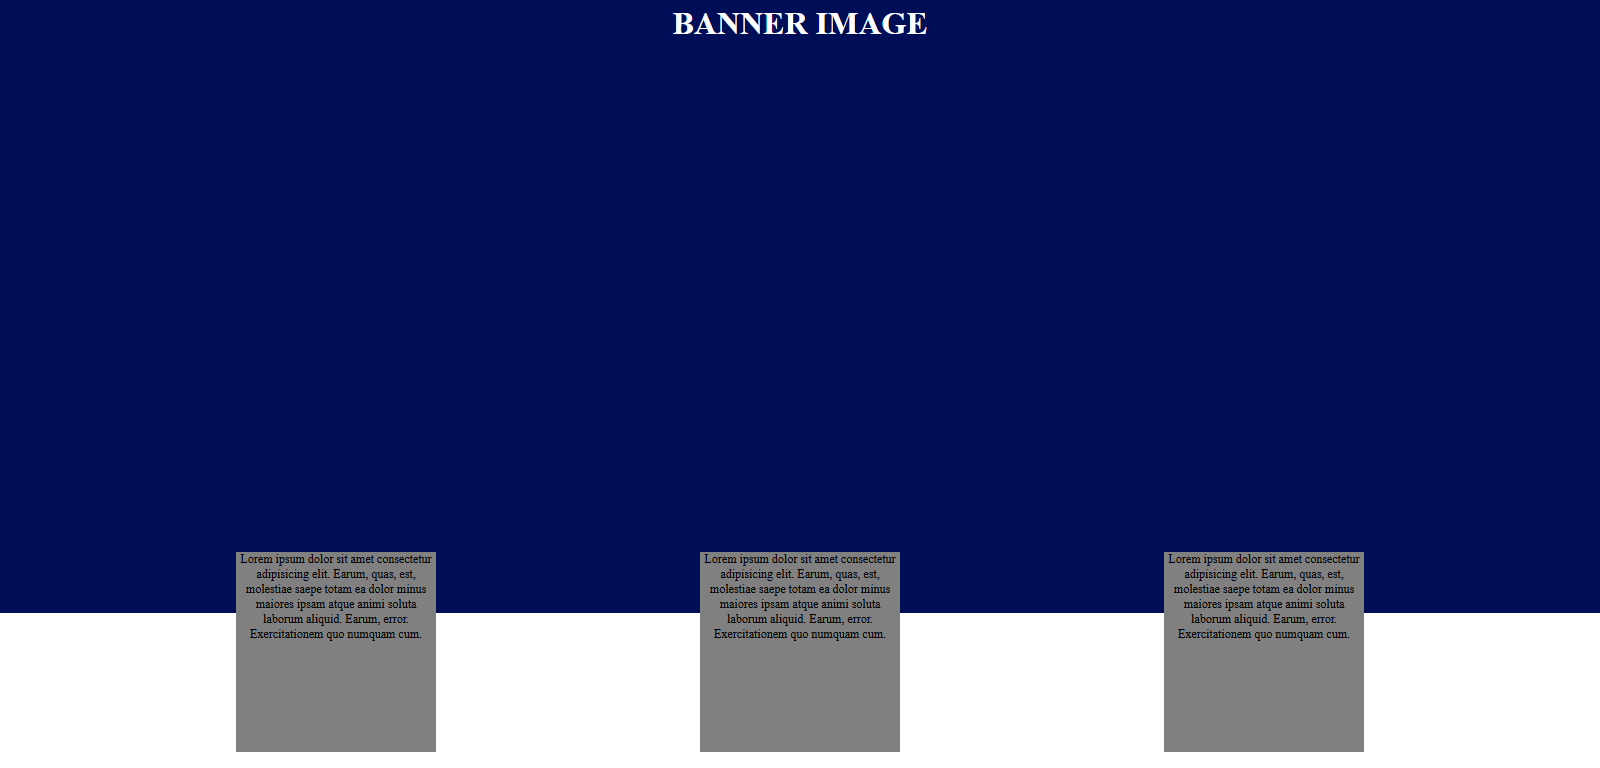 BANNER IMAGE
Lorem ipsum dolor sit amet consectetur
adipisicing elit. Earum, quas, est,
molestiae saepe totam ea dolor minus
maiores ipsam atque animi soluta
laborum aliquid. Earum, error.
Exercitationem quo numquam cum.
Lorem ipsum dolor sit amet consectetur
adipisicing elit. Earum, quas, est,
molestiae saepe totam ea dolor minus
maiores ipsam atque animi soluta
laborum aliquid. Earum, error.
Exercitationem quo numquam cum.
Lorem ipsum dolor sit amet consectetur
adipisicing elit. Earum, quas, est,
molestiae saepe totam ea dolor minus
maiores ipsam atque animi soluta
laborum aliquid. Earum, error.
Exercitationem quo numquam cum.